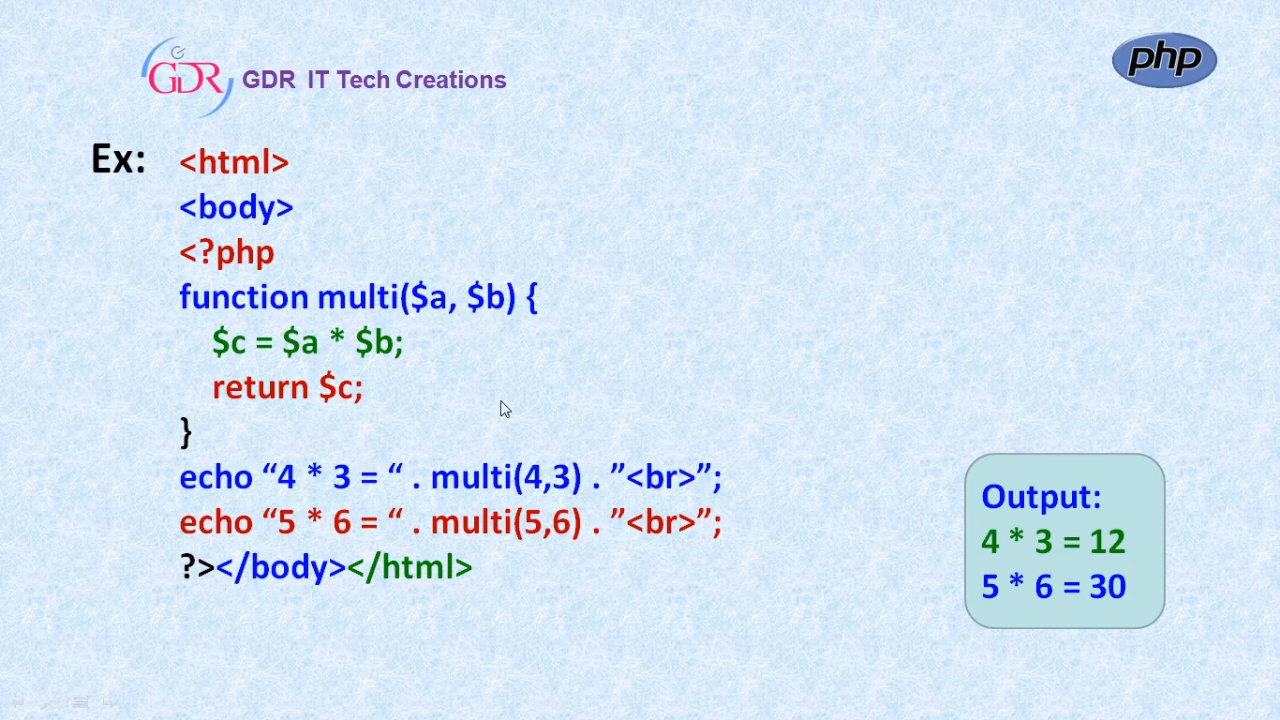 GDR GDR IT Tech Creations
php
Ex: <html>
<body>
<?php
function multi($a, $b) {
$c = $a * $b;
return $c;
}
echo “4 * 3 = “ . multi(4,3) . ”<br>”;
echo “5 * 6 = “ . multi(5,6) . ”<br>”;
?></body></html>
Output:
4 * 3 = 12
5 * 6 = 30